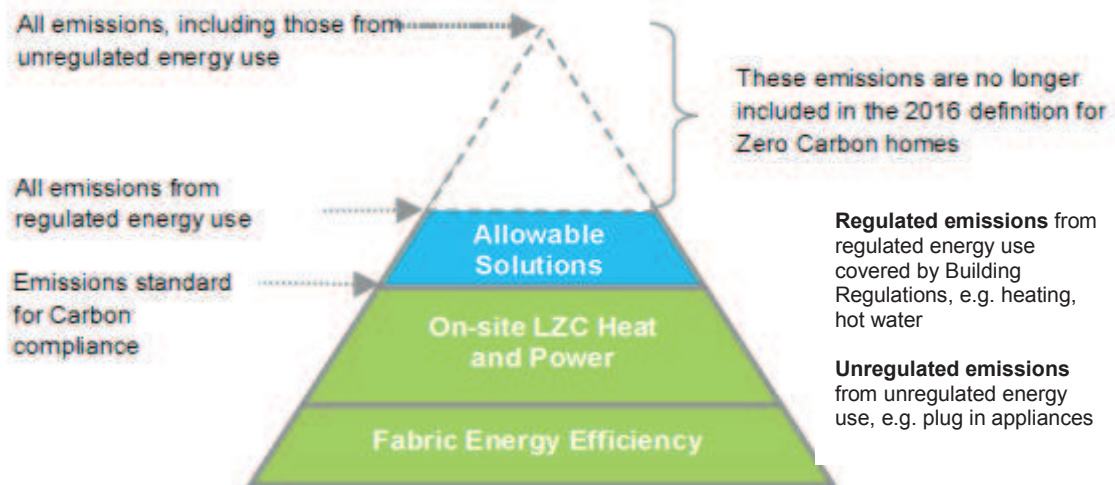 All emissions, including those from
unregulated energy use
These emissions are no longer
included in the 2016 definition for
Zero Carbon homes
All emissions from
regulated energy use
Allowable
Solutions
Emissions standard
for Carbon
compliance
On-site LZC Heat
and Power
Fabric Energy Efficiency
Regulated emissions from
regulated energy use
covered by Building
Regulations, e.g. heating,
hot water
Unregulated emissions
from unregulated energy
use, e.g. plug in appliances